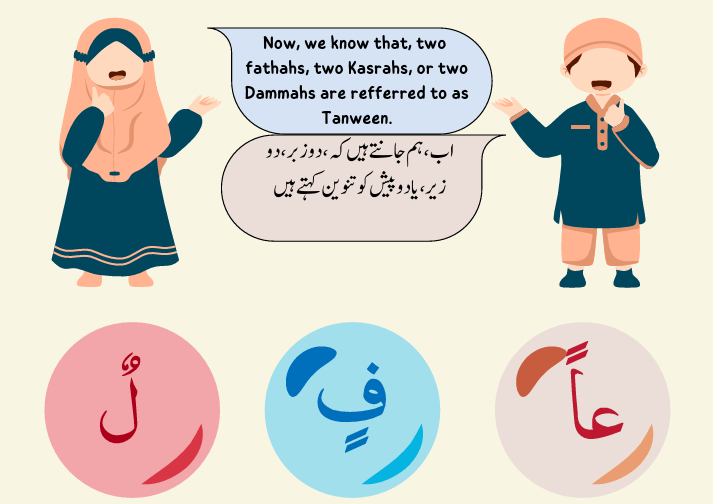 Now, we know that, two
fathahs, two Kasrahs, or two
Dammahs are refferred to as
Tanween.
اب، ہم جانتے ہیں کہ، دو زبر، دو
زیر، یا دو پیش کو تنوین کہتے ہیں
عاً
فٍ
لٌ